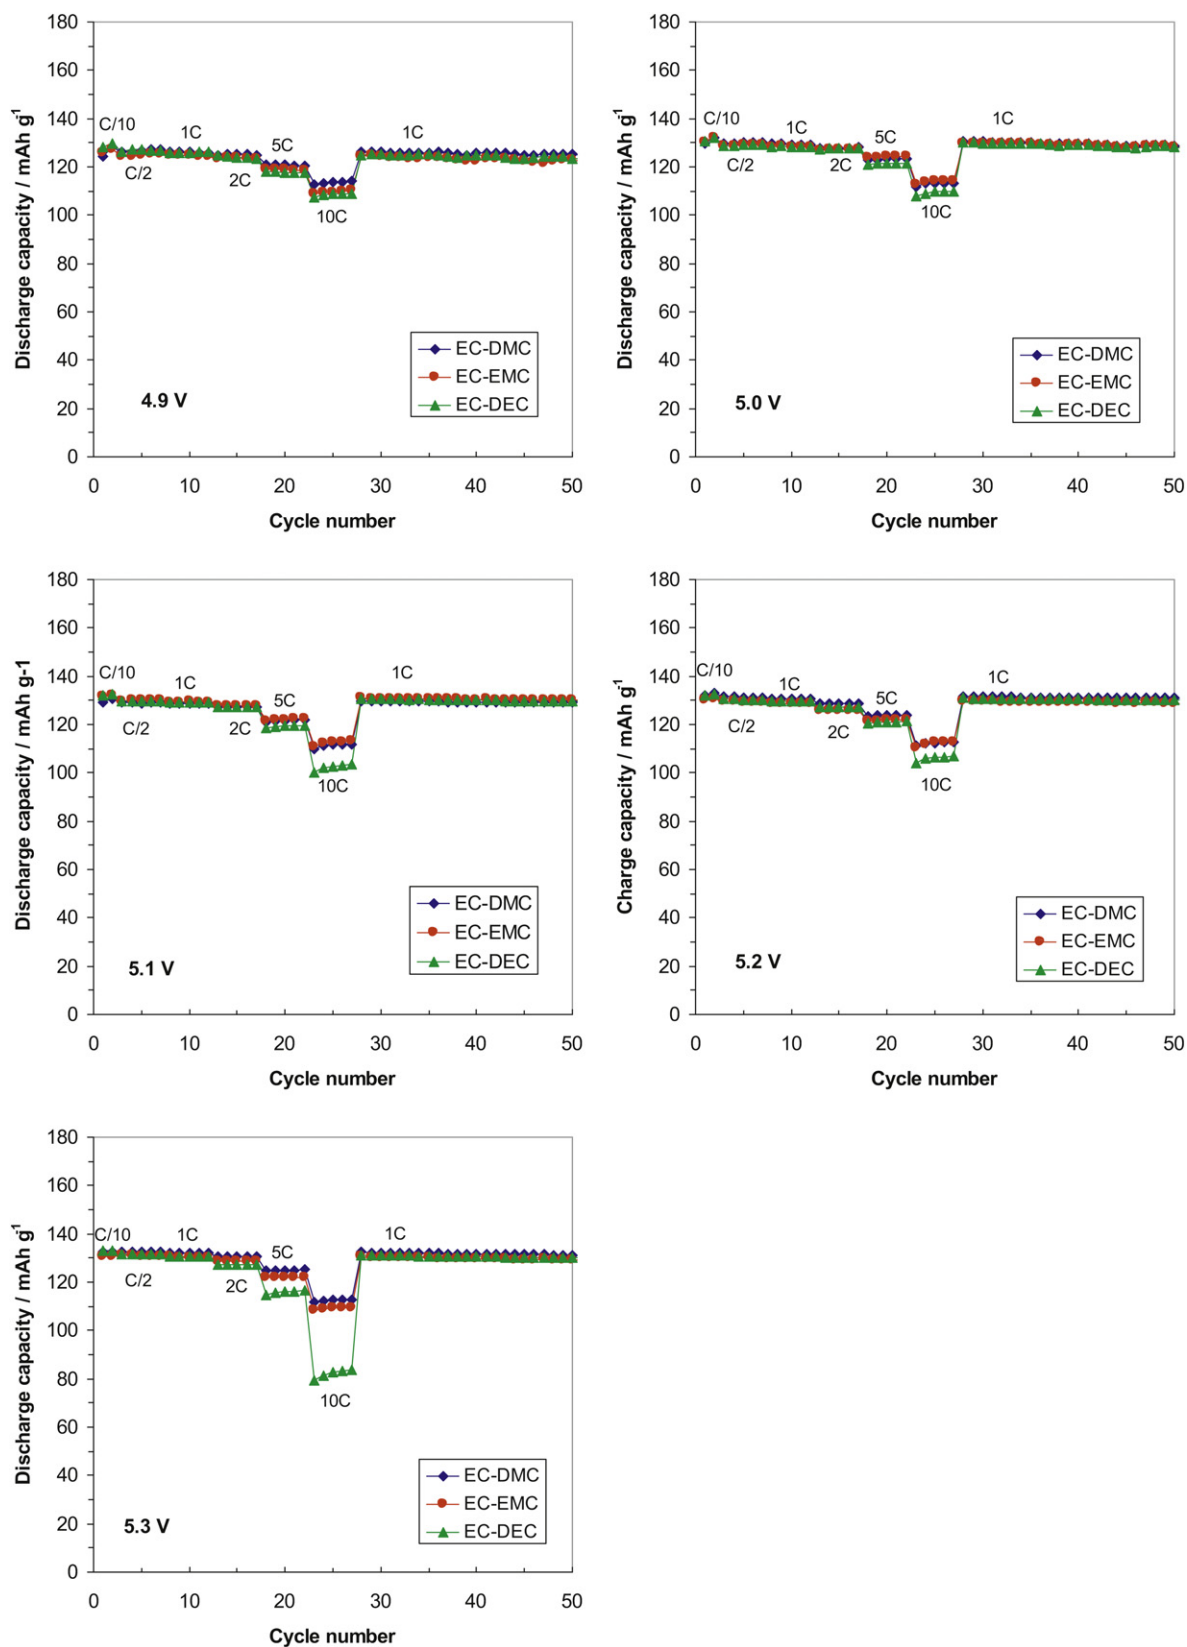 180
160
140
120
100
80
60
40
20
0
Discharge capacity / mAh g-1
C/10
1C
5C
1C
C/2
2C
10C
EC-DMC
EC-EMC
EC-DEC
4.9 V
0 10 20 30 40 50
Cycle number
180
160
140
120
100
80
60
40
20
0
Discharge capacity / mAh g-1
C/10
1C
5C
1C
C/2
2C
10C
EC-DMC
EC-EMC
EC-DEC
5.0 V
0 10 20 30 40 50
Cycle number
180
160
140
120
100
80
60
40
20
0
Discharge capacity / mAh g-1
C/10
1C
5C
1C
C/2
2C
10C
EC-DMC
EC-EMC
EC-DEC
5.1 V
0 10 20 30 40 50
Cycle number
180
160
140
120
100
80
60
40
20
0
Charge capacity / mAh g-1
C/10
1C
5C
1C
C/2
2C
10C
EC-DMC
EC-EMC
EC-DEC
5.2 V
0 10 20 30 40 50
Cycle number
180
160
140
120
100
80
60
40
20
0
Discharge capacity / mAh g-1
C/10
1C
5C
1C
C/2
2C
10C
EC-DMC
EC-EMC
EC-DEC
5.3 V
0 10 20 30 40 50
Cycle number